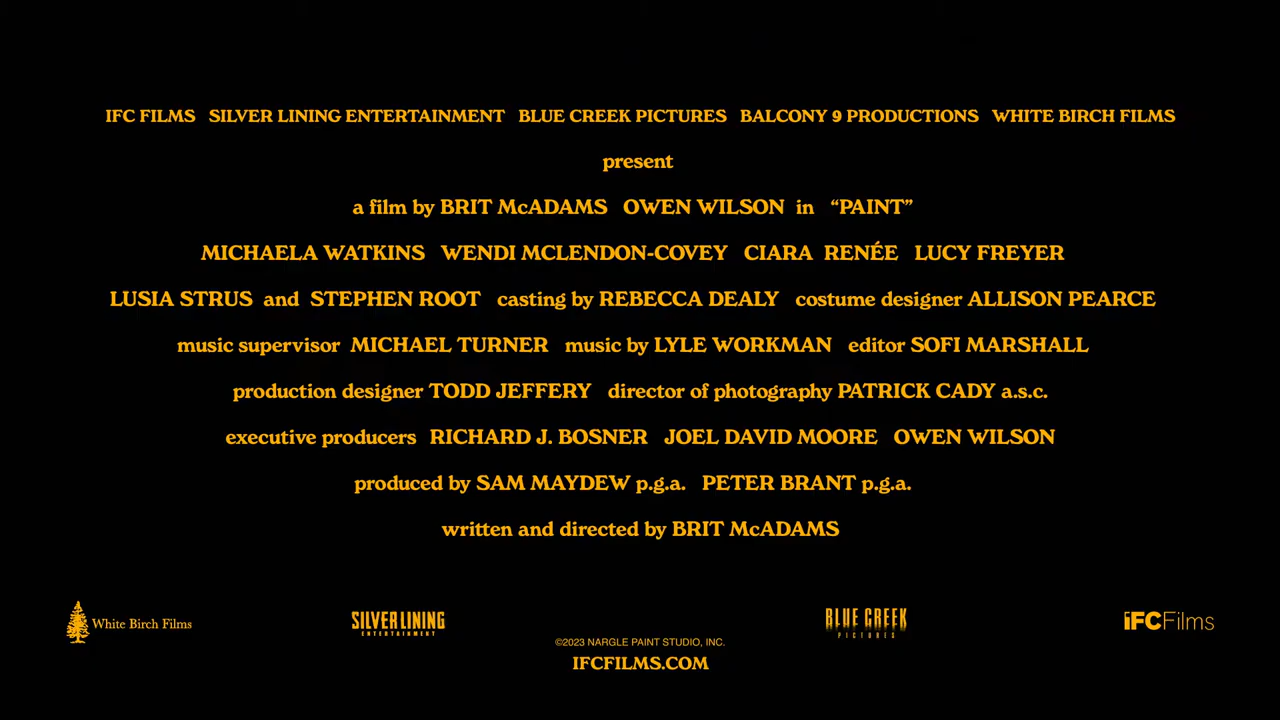 IFC FILMS SILVER LINING ENTERTAINMENT BLUE CREEK PICTURES BALCONY 9 PRODUCTIONS WHITE BIRCH FILMS
present
a film by BRIT McADAMS OWEN WILSON in “PAINT”
MICHAELA WATKINS WENDI MCLENDON-COVEY CIARA RENÉE LUCY FREYER
LUSIA STRUS and STEPHEN ROOT casting by REBECCA DEALY costume designer ALLISON PEARCE
music supervisor MICHAEL TURNER music by LYLE WORKMAN editor SOFI MARSHALL
production designer TODD JEFFERY director of photography PATRICK CADY a.s.c.
executive producers RICHARD J. BOSNER JOEL DAVID MOORE OWEN WILSON
produced by SAM MAYDEW p.g.a. PETER BRANT p.g.a.
written and directed by BRIT McADAMS
White Birch Films
SILVER LINING
ENTERTAINMENT
©2023 NARGLE PAINT STUDIO, INC.
IFCFILMS.COM
BLUE CREEK
PICTURES
iFC Films